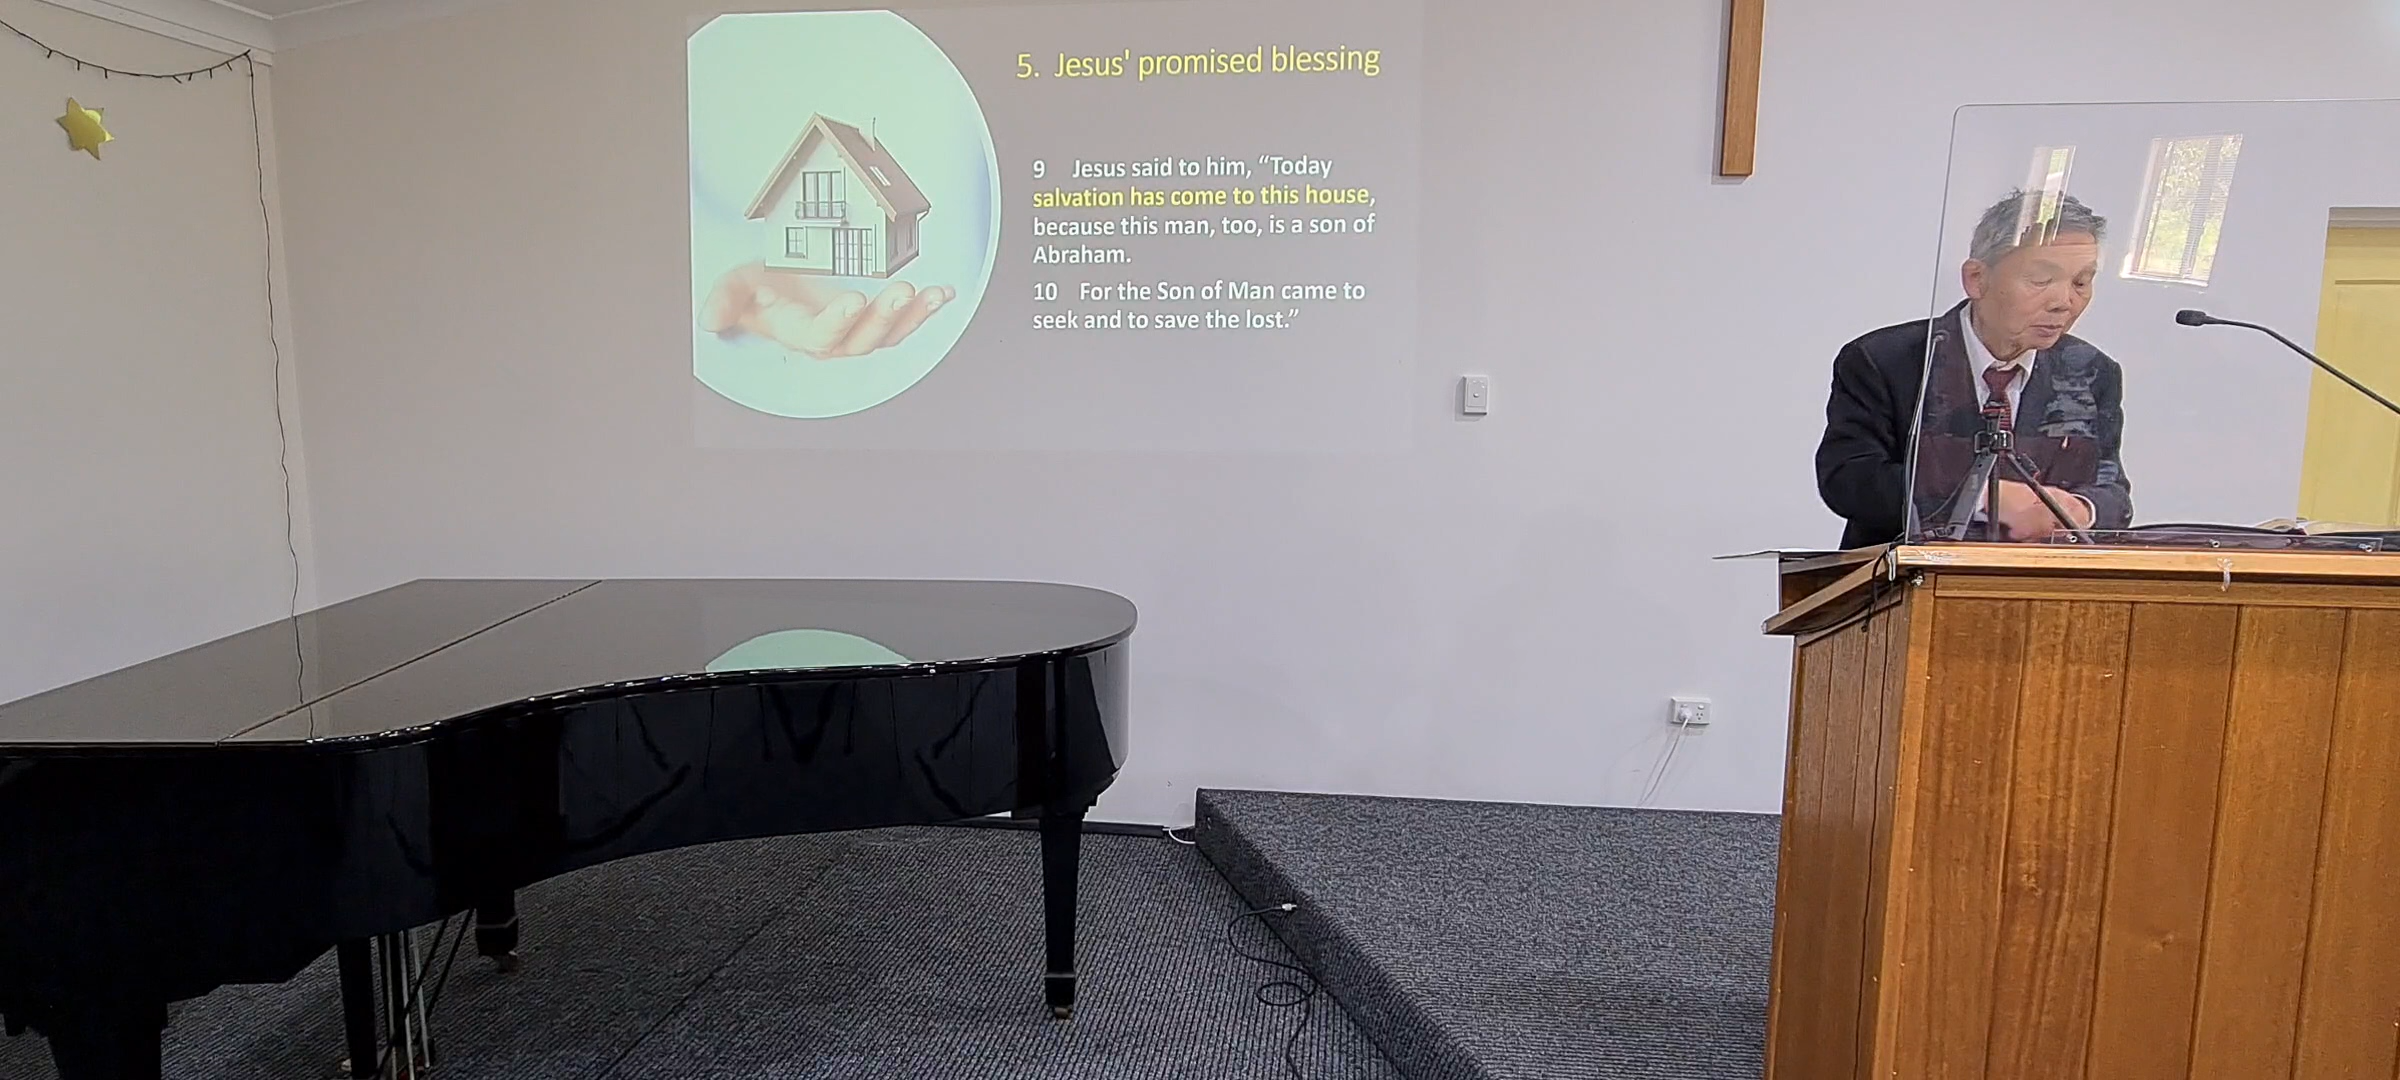 5. Jesus' promised blessing
9 Jesus said to him, “Today
salvation has come to this house,
because this man, too, is a son of
Abraham.
10 For the Son of Man came to
seek and to save the lost.”